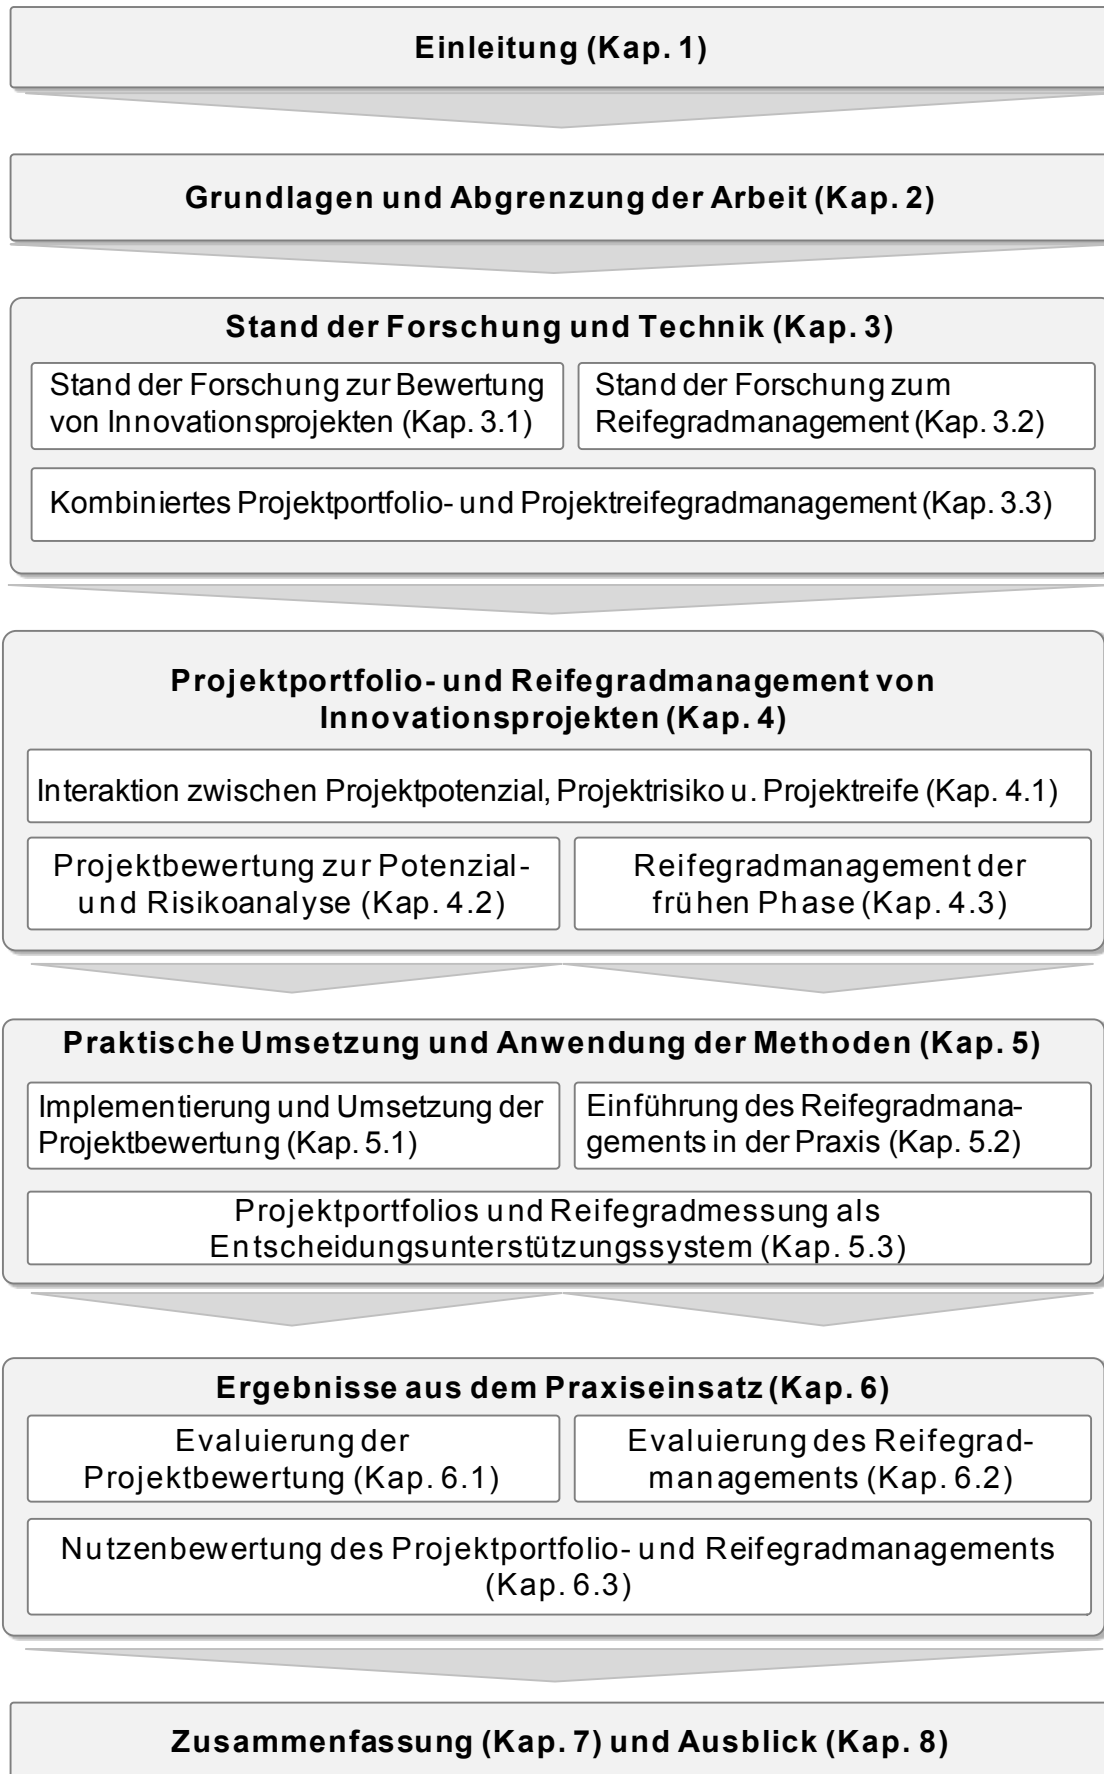 Einleitung (Kap. 1)
Grundlagen und Abgrenzung der Arbeit (Kap. 2)
Stand der Forschung und Technik (Kap. 3)
Stand der Forschung zur Bewertung
von Innovationsprojekten (Kap. 3.1)
Stand der Forschung zum
Reifegradmanagement (Kap. 3.2)
Kombiniertes Projektportfolio- und Projektreifegradmanagement (Kap. 3.3)
Projektportfolio- und Reifegradmanagement von
Innovationsprojekten (Kap. 4)
Interaktion zwischen Projektpotenzial, Projektrisiko u. Projektreife (Kap. 4.1)
Projektbewertung zur Potenzial-
und Risikoanalyse (Kap. 4.2)
Reifegradmanagement der
frühen Phase (Kap. 4.3)
Praktische Umsetzung und Anwendung der Methoden (Kap. 5)
Implementierung und Umsetzung der
Projektbewertung (Kap. 5.1)
Einführung des Reifegradmana-
gements in der Praxis (Kap. 5.2)
Projektportfolios und Reifegradmessung als
Entscheidungsunterstützungssystem (Kap. 5.3)
Ergebnisse aus dem Praxiseinsatz (Kap. 6)
Evaluierung der
Projektbewertung (Kap. 6.1)
Evaluierung des Reifegrad-
managements (Kap. 6.2)
Nutzenbewertung des Projektportfolio- und Reifegradmanagements
(Kap. 6.3)
Zusammenfassung (Kap. 7) und Ausblick (Kap. 8)